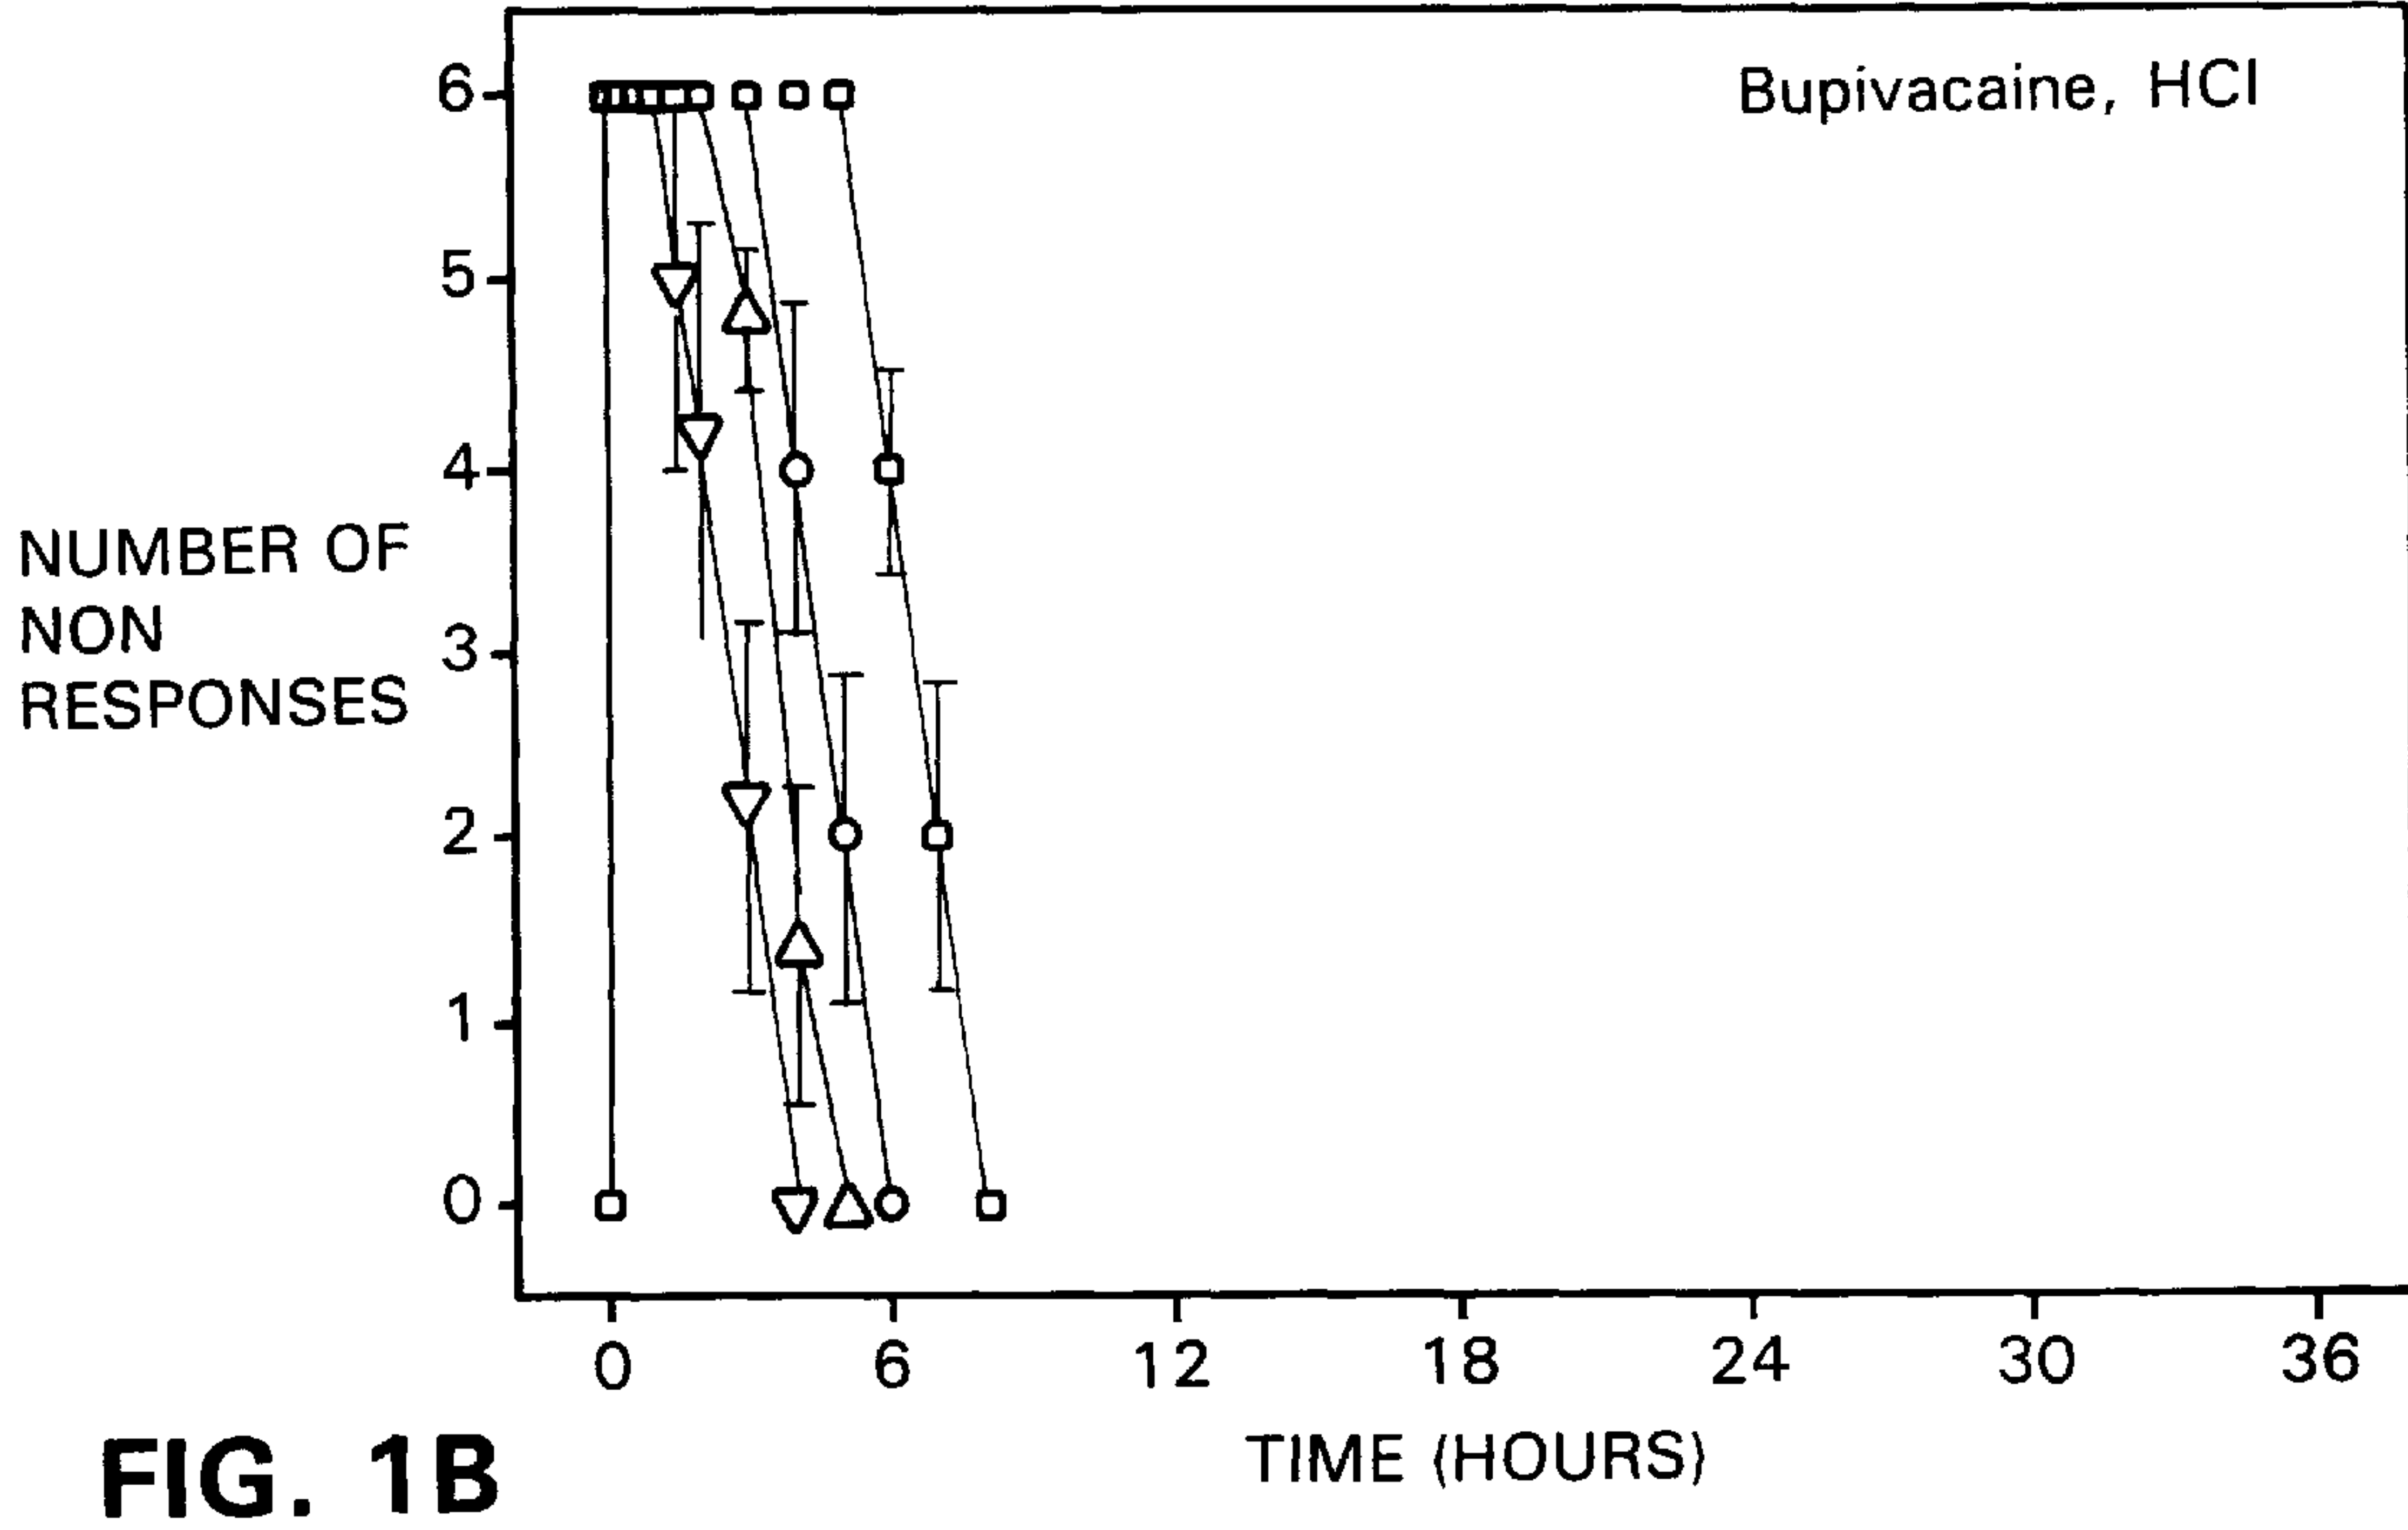 Bupivacaine, HCl
6
5
4
3
2
1
0
NUMBER OF
NON
RESPONSES
0 6 12 18 24 30 36
TIME (HOURS)
FIG. 1B